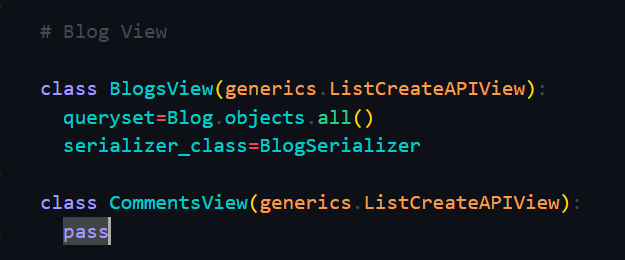 # Blog View
class BlogsView(generics.ListCreateAPIView):
queryset=Blog.objects.all()
serializer_class=BlogSerializer
class CommentsView(generics.ListCreateAPIView):
pass